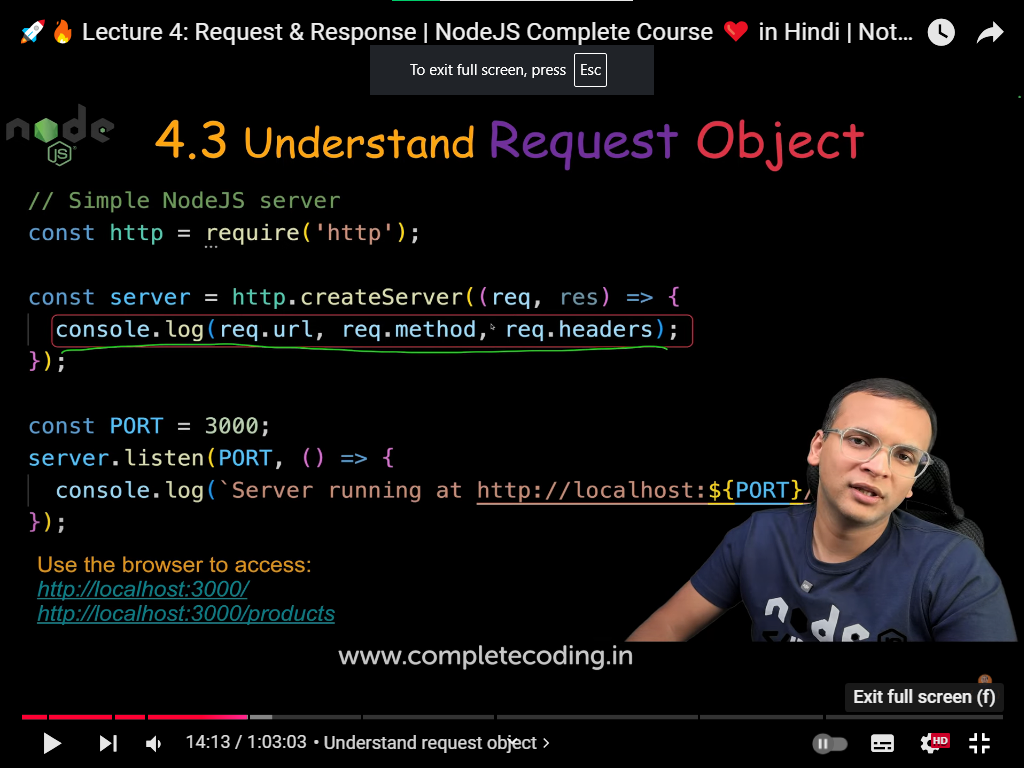 🚀🔥 Lecture 4: Request & Response | NodeJS Complete Course ❤️ in Hindi | Not...
To exit full screen, press Esc
node
JS
4.3 Understand Request Object
// Simple NodeJS server
const http = require('http');
const server = http.createServer((req, res) => {
console.log(req.url, req.method, req.headers);
});
const PORT = 3000;
server.listen(PORT, () => {
console.log(`Server running at http://localhost:${PORT}/
});
Use the browser to access:
http://localhost:3000/
http://localhost:3000/products
node
JS
www.completecoding.in
Exit full screen (f)
14:13 / 1:03:03 • Understand request object >
HD